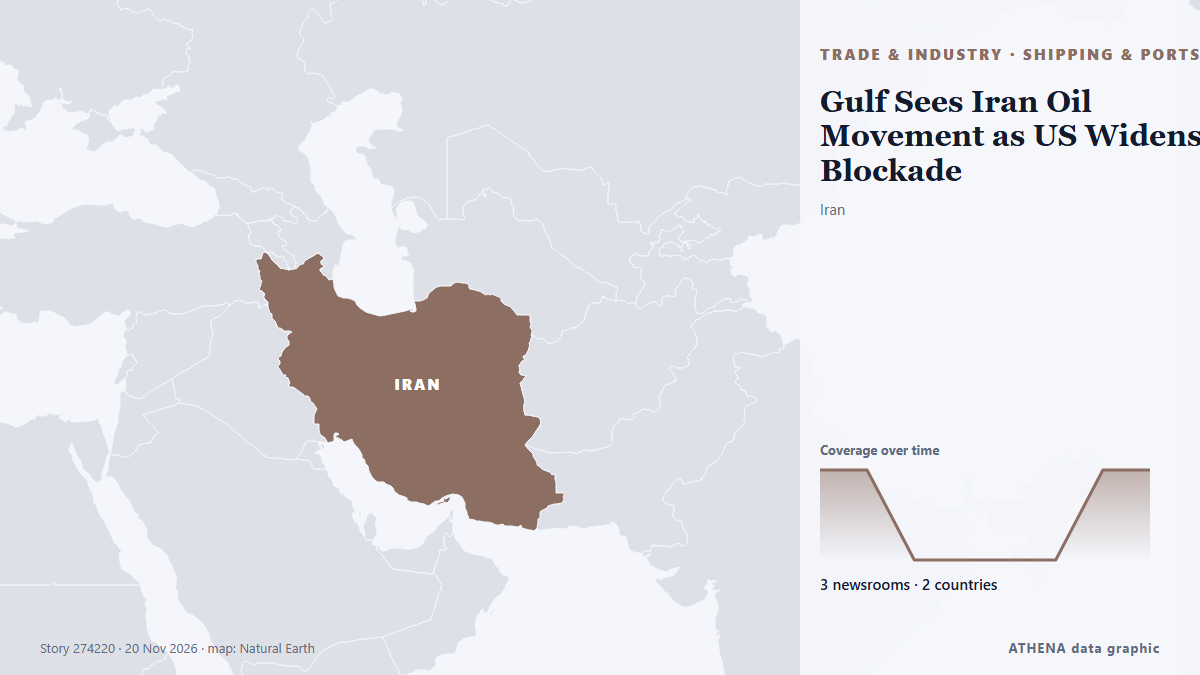 TRADE & INDUSTRY · SHIPPING & PORTS
Gulf Sees Iran Oil
Movement as US Widens
Blockade
Iran
IRAN
Coverage over time
3 newsrooms · 2 countries
Story 274220 · 20 Nov 2026 · map: Natural Earth
ATHENA data graphic